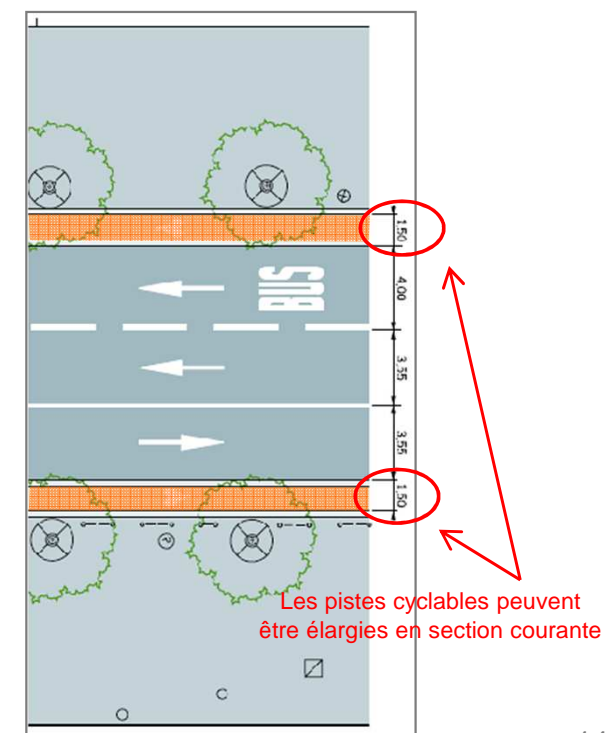 1.50
BUS
4,00
3,55
3,55
1.50
Les pistes cyclables peuvent
être élargies en section courante